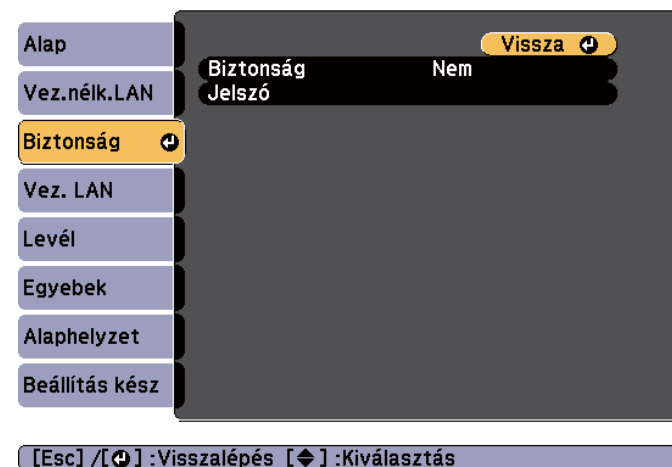 Alap
Vez.nélk.LAN
Biztonság
Vez. LAN
Levél
Egyebek
Alaphelyzet
Beállítás kész
Vissza
Biztonság Nem
Jelszó
[Esc] /[ ] :Visszalépés [ ] :Kiválasztás